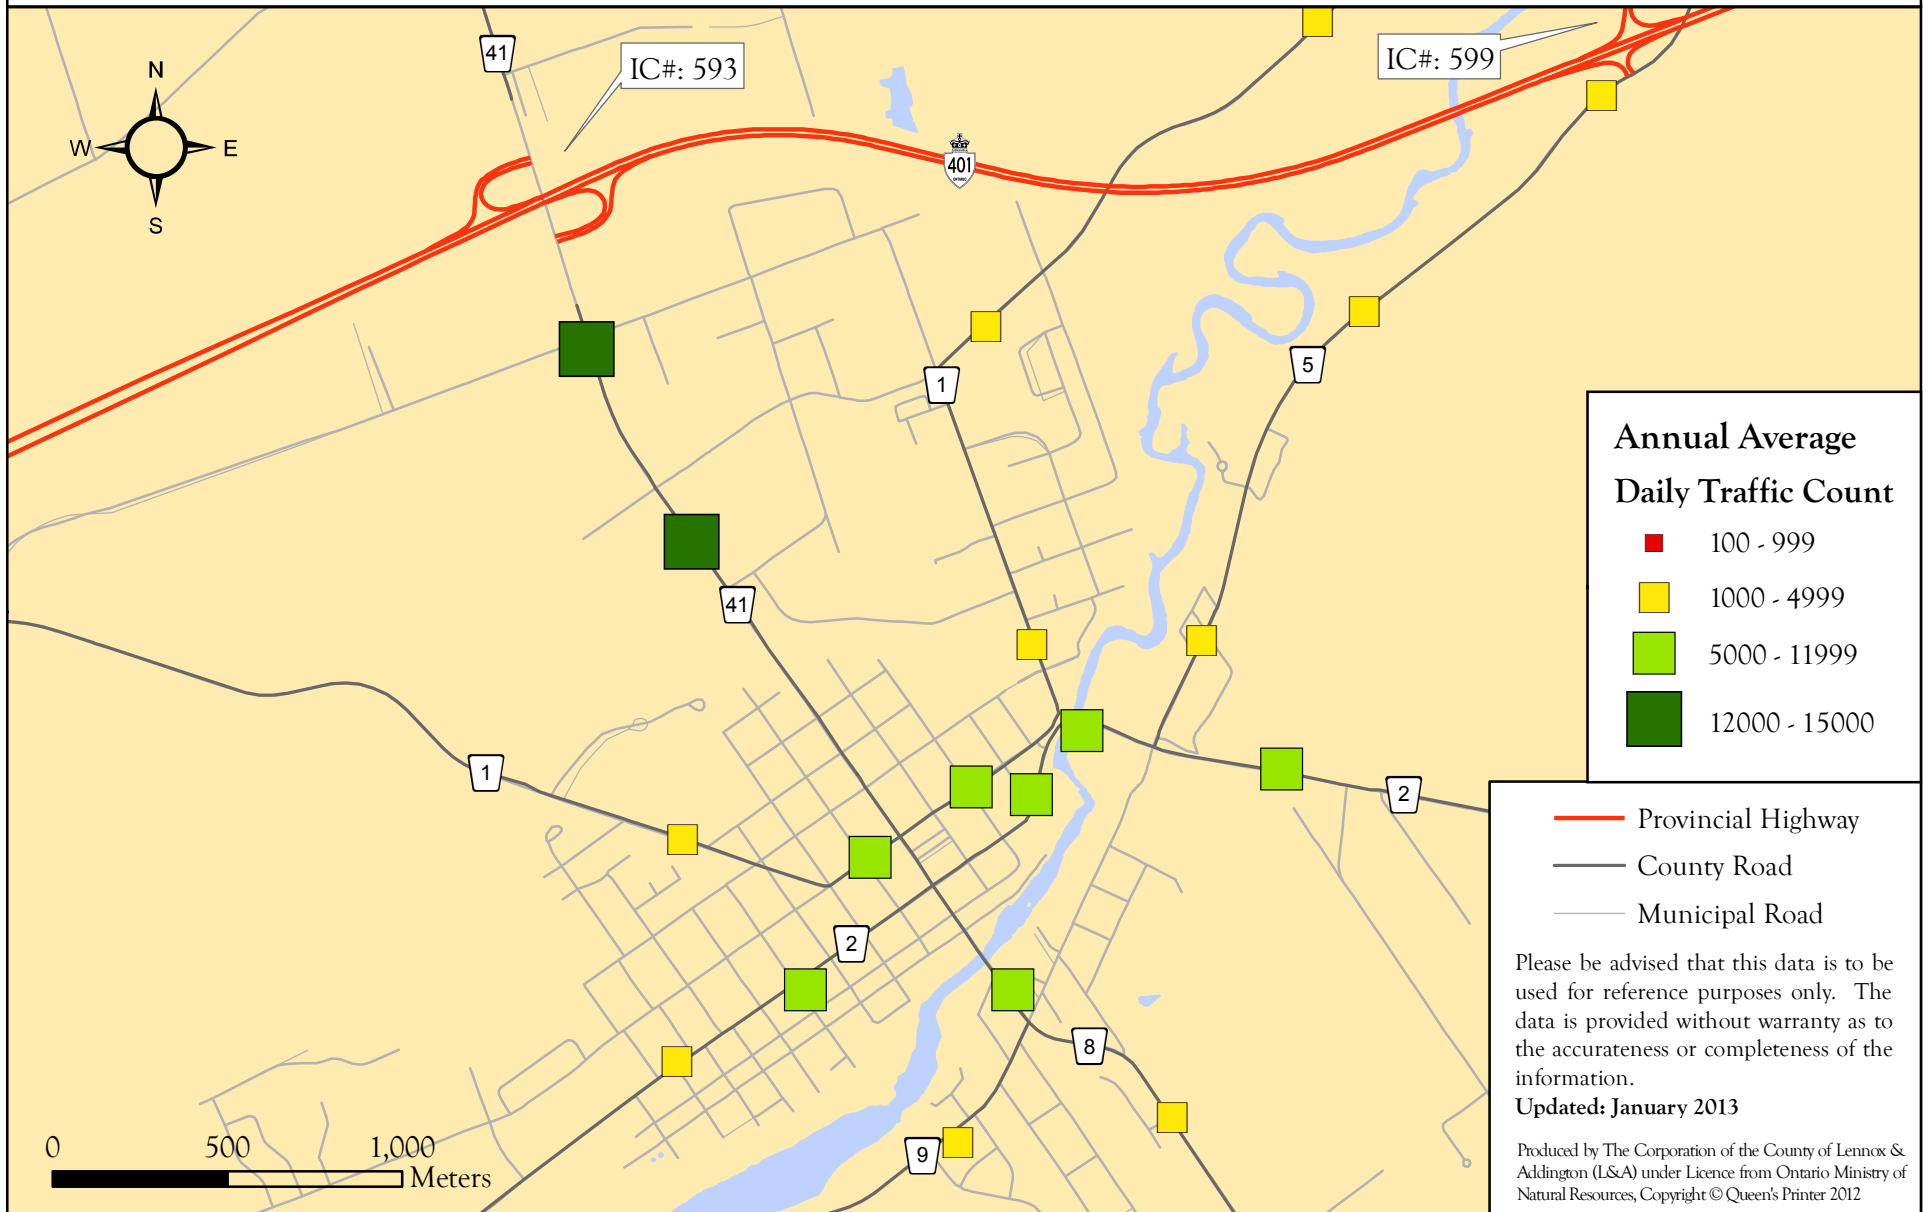 41
IC#: 593
IC#: 599
N
W
E
S
401
ONTARIO
1
5
41
1
2
2
8
9
Annual Average
Daily Traffic Count
100 - 999
1000 - 4999
5000 - 11999
12000 - 15000
Provincial Highway
County Road
Municipal Road
Please be advised that this data is to be
used for reference purposes only. The
data is provided without warranty as to
the accurateness or completeness of the
information.
Updated: January 2013
Produced by The Corporation of the County of Lennox &
Addington (L&A) under Licence from Ontario Ministry of
Natural Resources, Copyright © Queen's Printer 2012
0 500 1,000
Meters